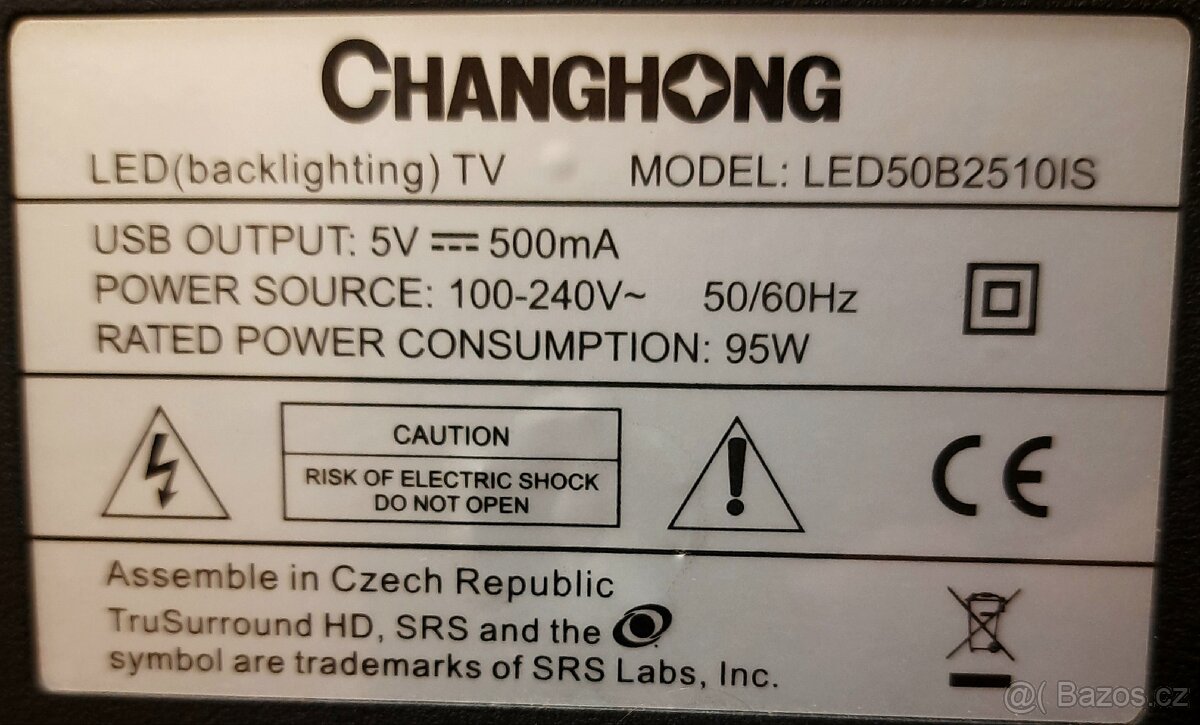 CHANGHONG
LED(backlighting) TV MODEL: LED50B2510IS
USB OUTPUT: 5V ⎓ 500mA
POWER SOURCE: 100-240V~ 50/60Hz
RATED POWER CONSUMPTION: 95W
CAUTION
RISK OF ELECTRIC SHOCK
DO NOT OPEN
CE
Assemble in Czech Republic
TruSurround HD, SRS and the
symbol are trademarks of SRS Labs, Inc.
@( Bazos.cz